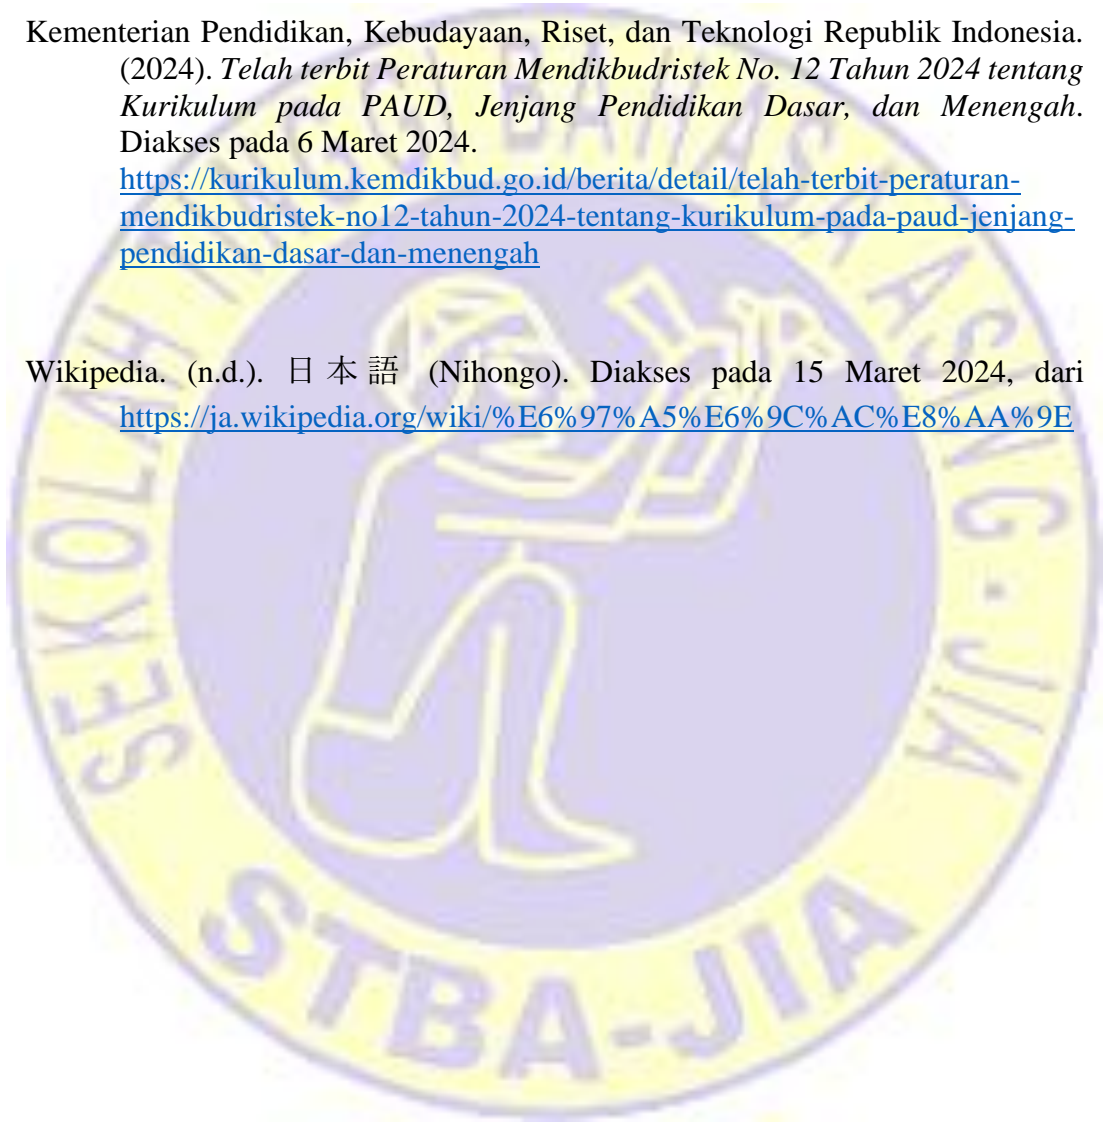 Kementerian Pendidikan, Kebudayaan, Riset, dan Teknologi Republik Indonesia.
(2024). Telah terbit Peraturan Mendikbudristek No. 12 Tahun 2024 tentang
Kurikulum pada PAUD, Jenjang Pendidikan Dasar, dan Menengah.
Diakses pada 6 Maret 2024.
https://kurikulum.kemdikbud.go.id/berita/detail/telah-terbit-peraturan-
mendikbudristek-no12-tahun-2024-tentang-kurikulum-pada-paud-jenjang-
pendidikan-dasar-dan-menengah
Wikipedia. (n.d.). 日本語 (Nihongo). Diakses pada 15 Maret 2024, dari
https://ja.wikipedia.org/wiki/%E6%97%A5%E6%9C%AC%E8%AA%9E
SEKOLAH TINGGI BAHASA ASING - JIA
STBA-JIA